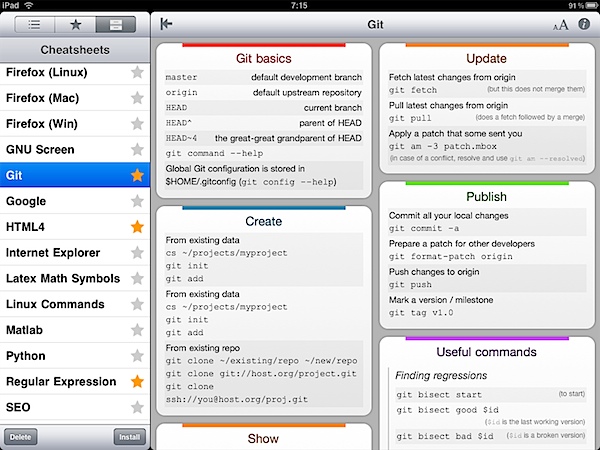 iPad
7:15
91 %
Cheatsheets
Firefox (Linux)
Firefox (Mac)
Firefox (Win)
GNU Screen
Git
Google
HTML4
Internet Explorer
Latex Math Symbols
Linux Commands
Matlab
Python
Regular Expression
SEO
Delete
Install
Git
AA
Git basics
master default development branch
origin default upstream repository
HEAD current branch
HEAD^ parent of HEAD
HEAD~4 the great-great grandparent of HEAD
git command --help
Global Git configuration is stored in
$HOME/.gitconfig (git config --help)
Create
From existing data
cs ~/projects/myproject
git init
git add
From existing data
cs ~/projects/myproject
git init
git add
From existing repo
git clone ~/existing/repo ~/new/repo
git clone git://host.org/project.git
git clone
ssh://you@host.org/proj.git
Show
Update
Fetch latest changes from origin
git fetch (but this does not merge them)
Pull latest changes from origin
git pull (does a fetch followed by a merge)
Apply a patch that some sent you
git am -3 patch.mbox
(in case of a conflict, resolve and use git am --resolved)
Publish
Commit all your local changes
git commit -a
Prepare a patch for other developers
git format-patch origin
Push changes to origin
git push
Mark a version / milestone
git tag v1.0
Useful commands
Finding regressions
git bisect start (to start)
git bisect good $id
($id is the last working version)
git bisect bad $id ($id is a broken version)